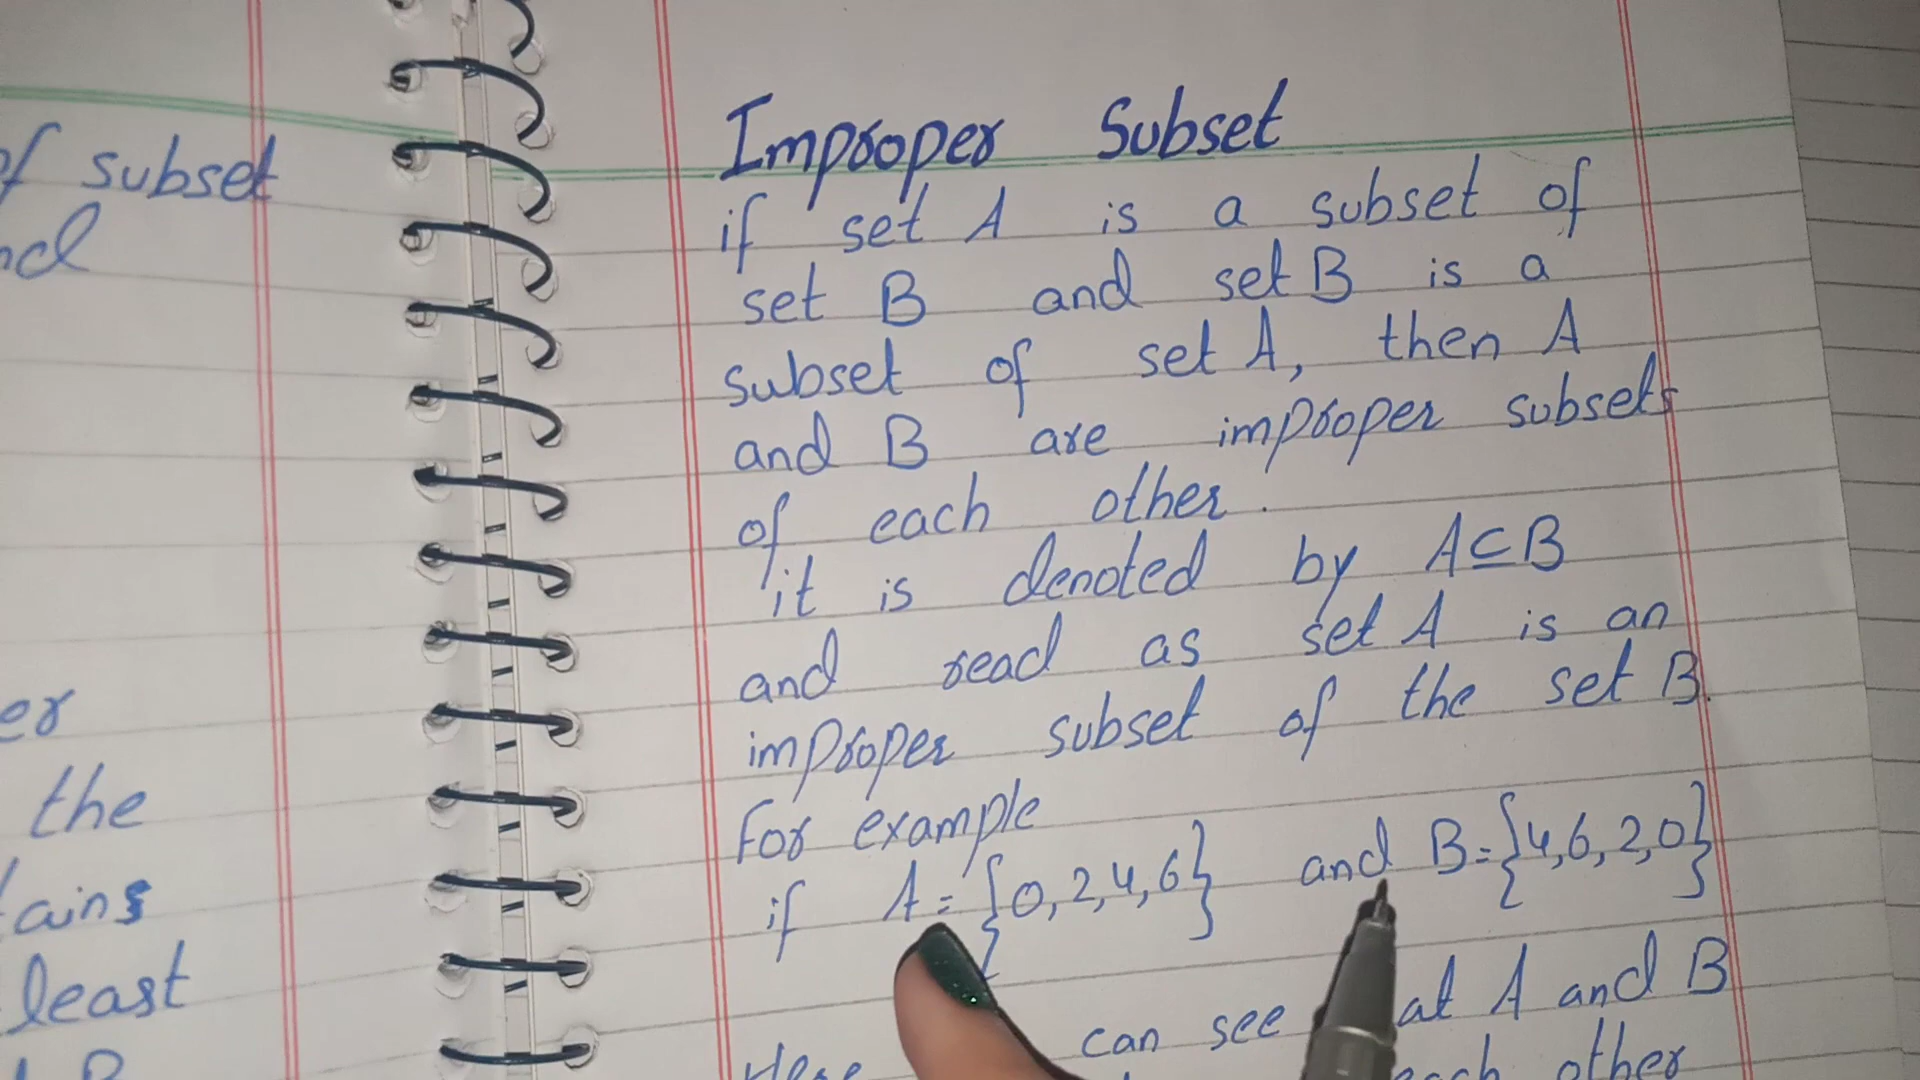 of subset
er
the
least
Improper Subset
if set A is a subset of
set B and set B is a
subset of set A, then A
and B are improper subsets
of each other.
it is denoted by A⊆B
and read as set A is an
improper subset of the set B.
For example
if A = {0, 2, 4, 6} and B = {4, 6, 2, 0}
Here can see at A and B
each other